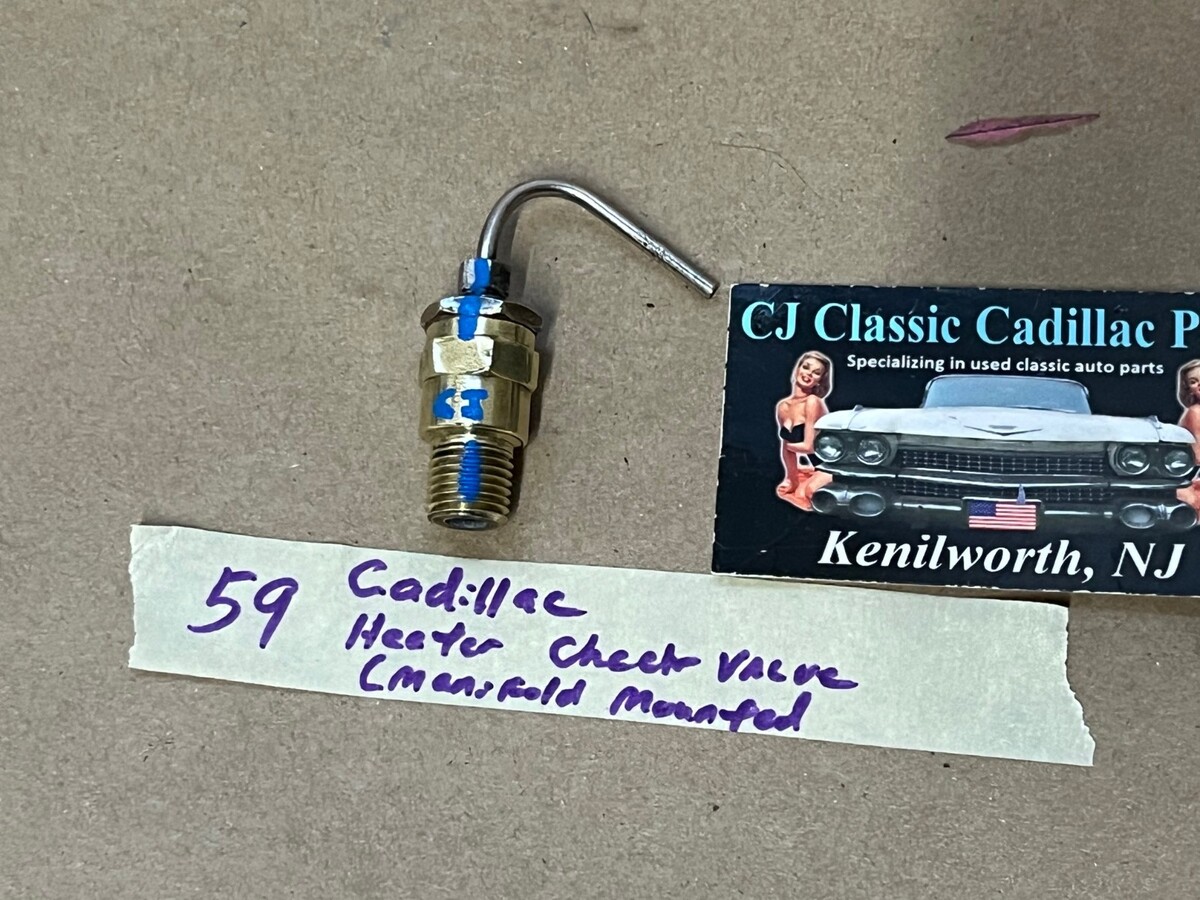 CJ
CJ Classic Cadillac P
Specializing in used classic auto parts
Kenilworth, NJ
59 Cadillac
Heater Check Valve
(Manifold Mounted